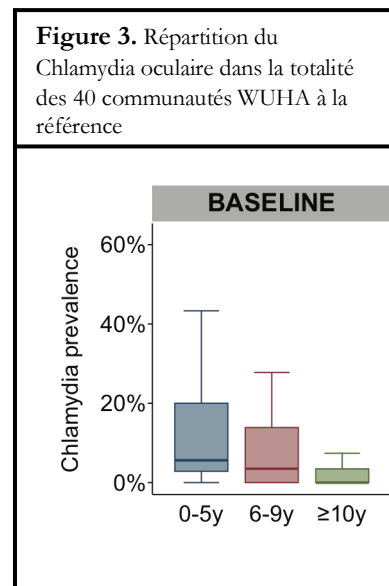 Figure 3. Répartition du
Chlamydia oculaire dans la totalité
des 40 communautés WUHA à la
référence
BASELINE
Chlamydia prevalence
60%
40%
20%
0%
0-5y 6-9y ≥10y